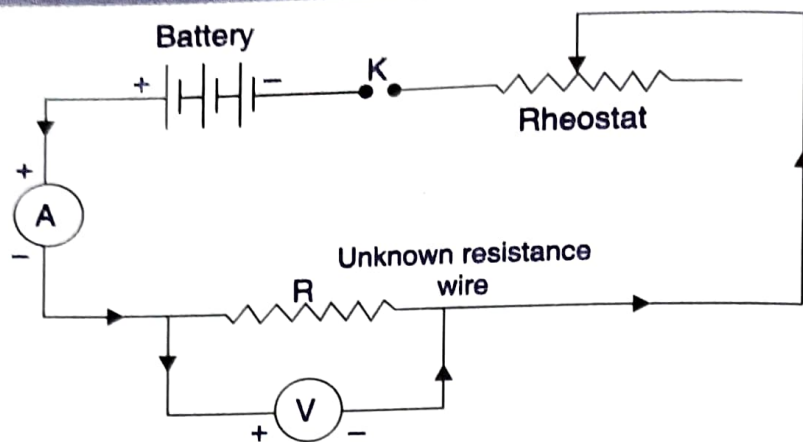 Battery
+ − K
Rheostat
+
A
−
Unknown resistance
R wire
V
+ −